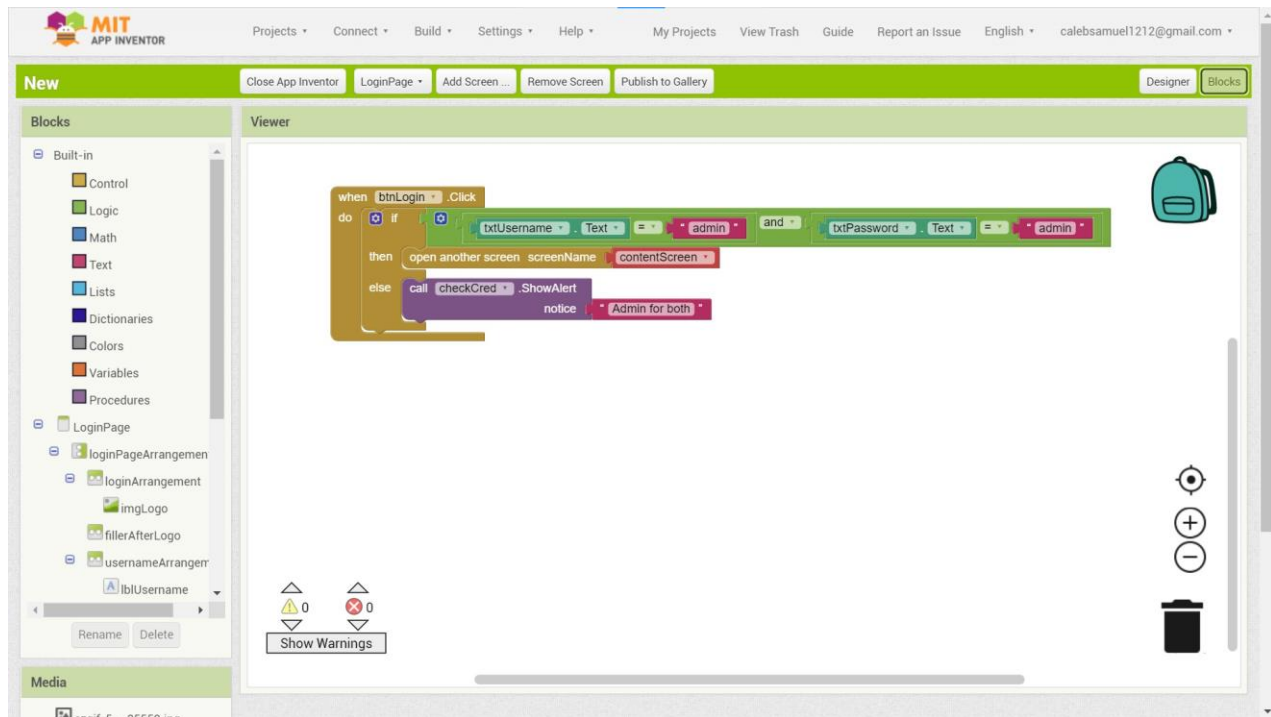 MIT
APP INVENTOR
Projects Connect Build Settings Help My Projects View Trash Guide Report an Issue English calebsamuel1212@gmail.com
New Close App Inventor LoginPage Add Screen ... Remove Screen Publish to Gallery Designer Blocks
Blocks
Built-in
Control
Logic
Math
Text
Lists
Dictionaries
Colors
Variables
Procedures
LoginPage
loginPageArrangemen
loginArrangement
imgLogo
fillerAfterLogo
usernameArrangem
lblUsername
Rename Delete
Media
Viewer
when btnLogin .Click
do if txtUsername . Text = " admin " and txtPassword . Text = " admin "
then open another screen screenName contentScreen
else call checkCred .ShowAlert
notice " Admin for both "
0 0
Show Warnings